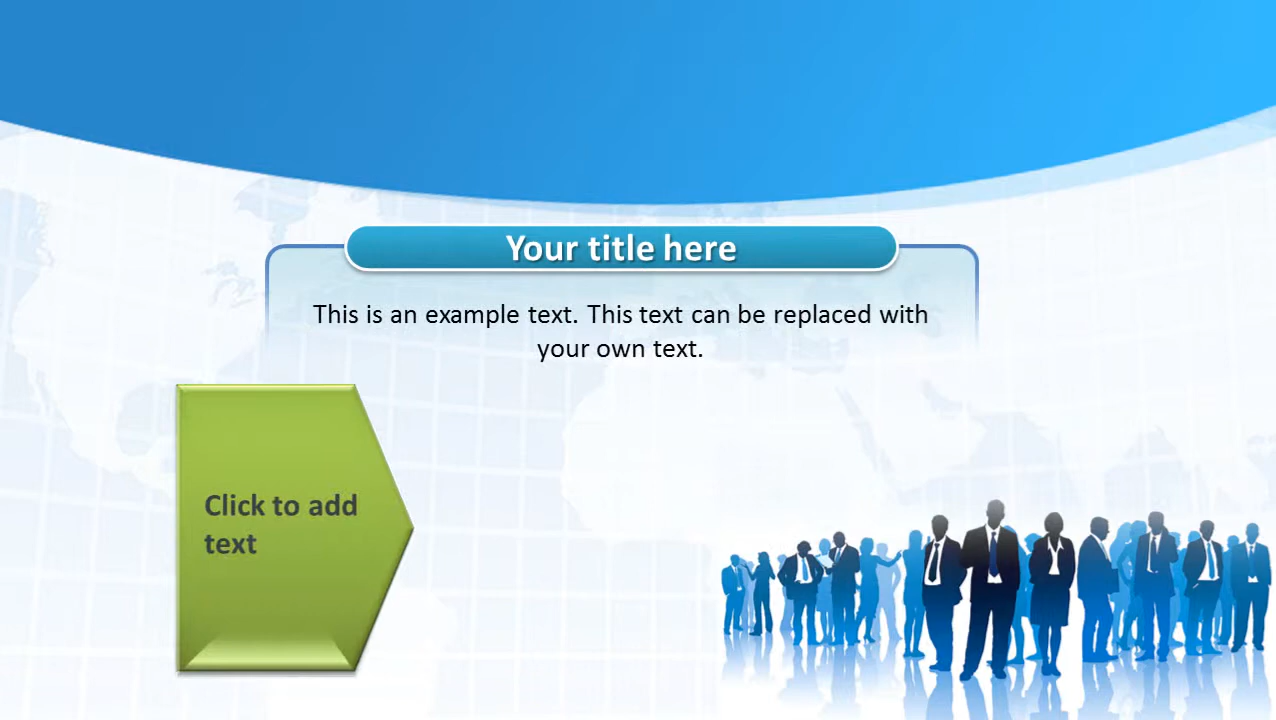 Your title here
This is an example text. This text can be replaced with
your own text.
Click to add
text